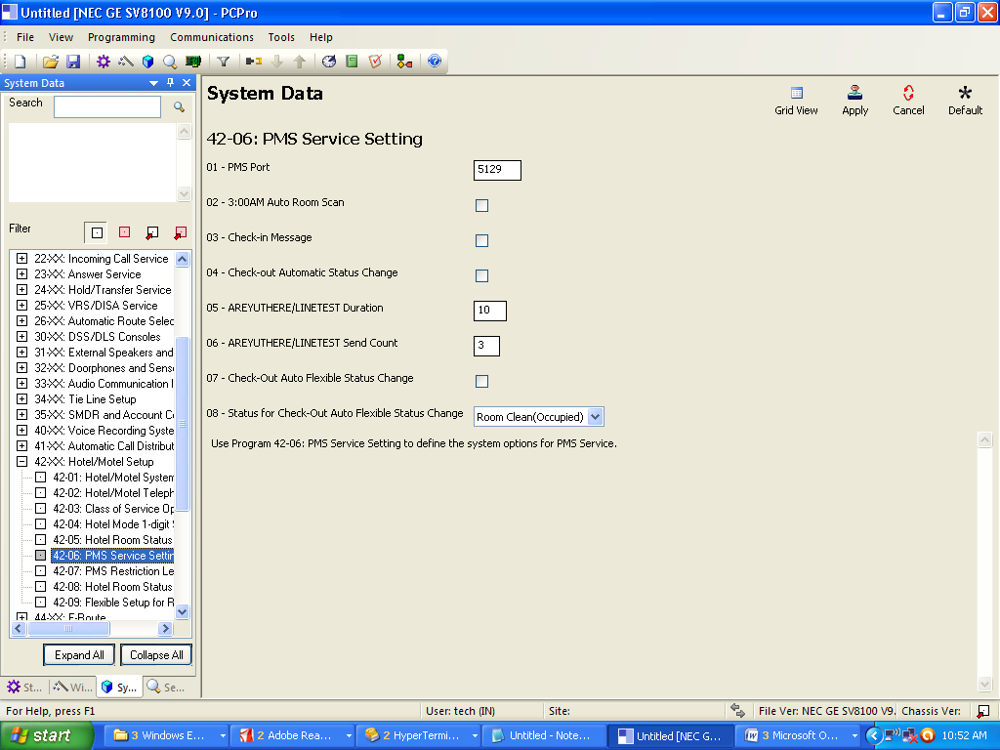 Untitled [NEC GE SV8100 V9.0] - PCPro
File View Programming Communications Tools Help
System Data
Search
Filter
22-XX: Incoming Call Service
23-XX: Answer Service
24-XX: Hold/Transfer Service
25-XX: VRS/DISA Service
26-XX: Automatic Route Selec
30-XX: DSS/DLS Consoles
31-XX: External Speakers and
32-XX: Doorphones and Sens
33-XX: Audio Communication I
34-XX: Tie Line Setup
35-XX: SMDR and Account C
40-XX: Voice Recording Syste
41-XX: Automatic Call Distribut
42-XX: Hotel/Motel Setup
42-01: Hotel/Motel System
42-02: Hotel/Motel Teleph
42-03: Class of Service Op
42-04: Hotel Mode 1-digit S
42-05: Hotel Room Status
42-06: PMS Service Settin
42-07: PMS Restriction Le
42-08: Hotel Room Status
42-09: Flexible Setup for R
44-XX: F-Route
Expand All Collapse All
St... Wi... Sy... Se...
System Data
Grid View Apply Cancel Default
42-06: PMS Service Setting
01 - PMS Port 5129
02 - 3:00AM Auto Room Scan
03 - Check-in Message
04 - Check-out Automatic Status Change
05 - AREYUTHERE/LINETEST Duration 10
06 - AREYUTHERE/LINETEST Send Count 3
07 - Check-Out Auto Flexible Status Change
08 - Status for Check-Out Auto Flexible Status Change Room Clean(Occupied)
Use Program 42-06: PMS Service Setting to define the system options for PMS Service.
For Help, press F1 User: tech (IN) Site: File Ver: NEC GE SV8100 V9. Chassis Ver:
start 3 Windows E... 2 Adobe Rea... 2 HyperTermi... Untitled - Note... Untitled [NEC G... 3 Microsoft O... 10:52 AM